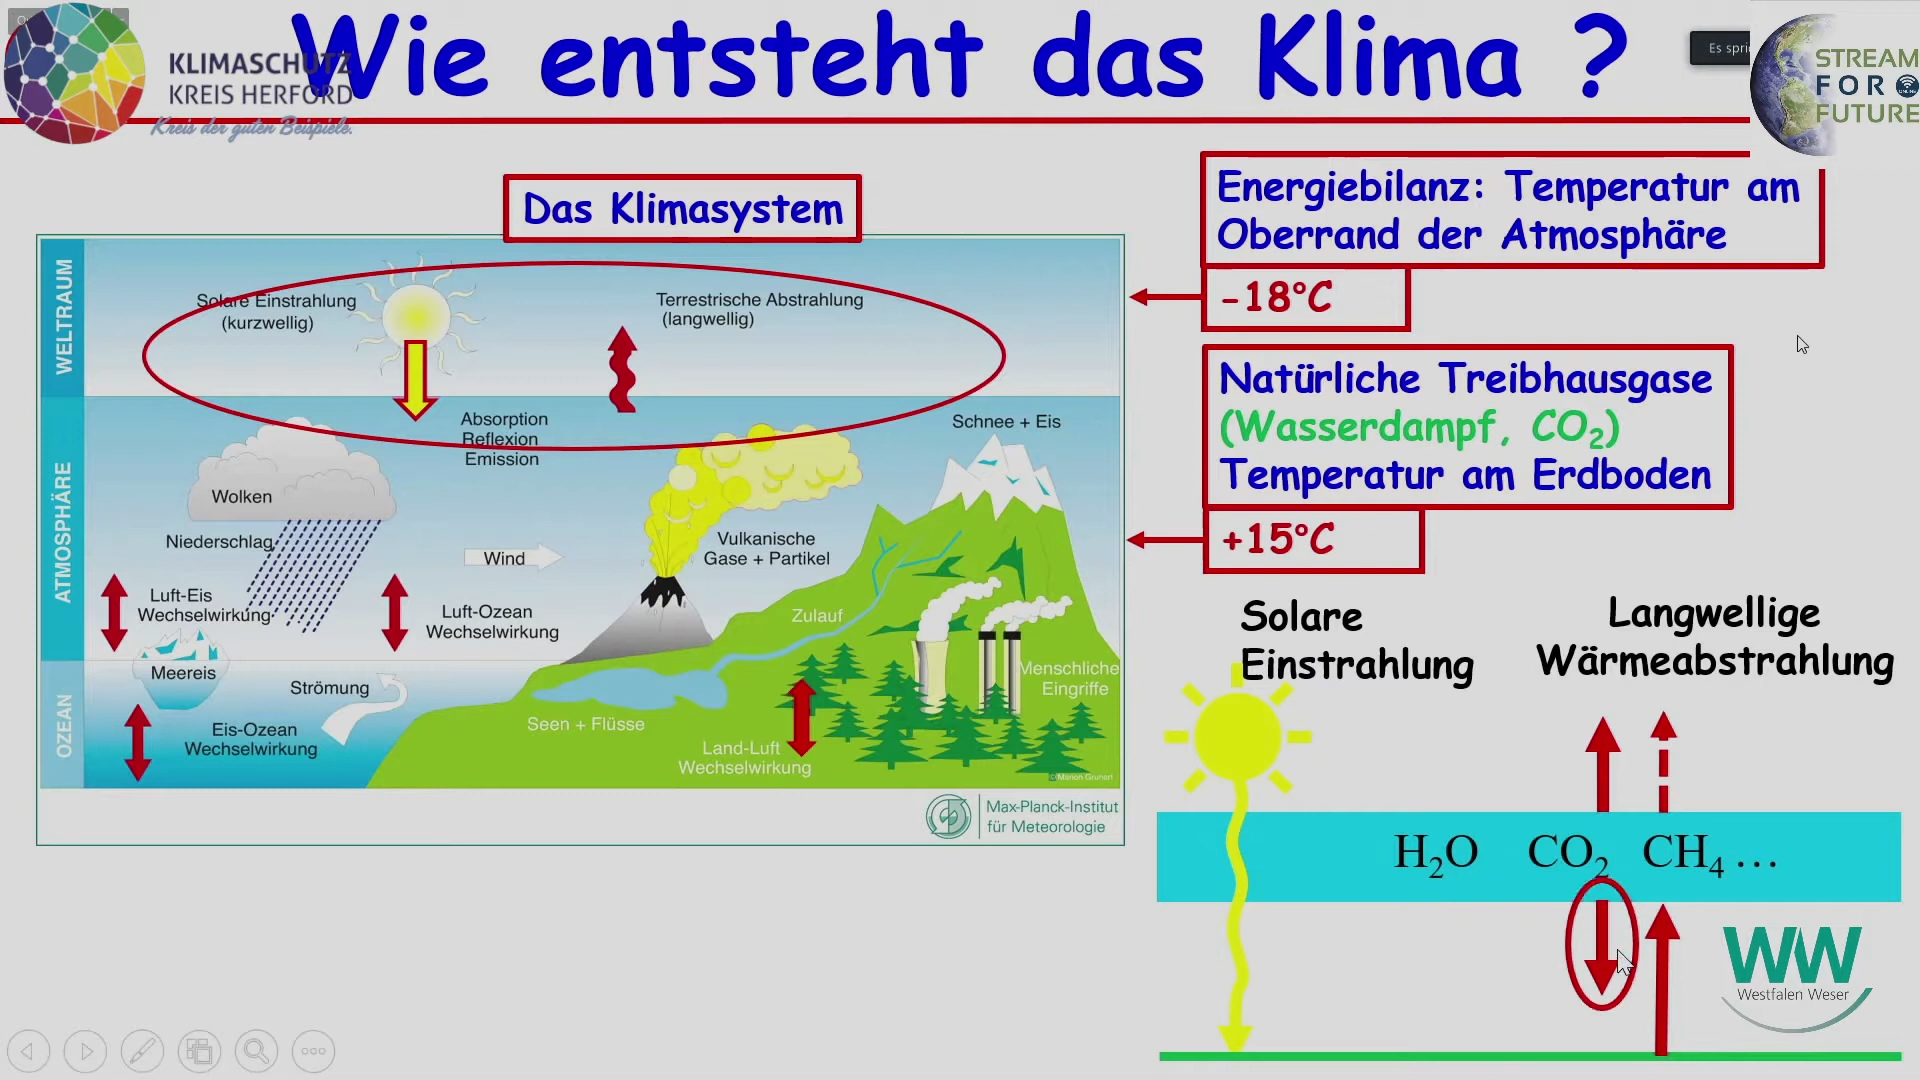 Wie entsteht das Klima ?
KLIMASCHUTZ
KREIS HERFORD
Kreis der guten Beispiele.
Es spri
STREAM
FOR
FUTURE
Das Klimasystem
WELTRAUM
Solare Einstrahlung
(kurzwellig)
Terrestrische Abstrahlung
(langwellig)
ATMOSPHÄRE
Absorption
Reflexion
Emission
Schnee + Eis
Wolken
Niederschlag
Wind
Vulkanische
Gase + Partikel
Luft-Eis
Wechselwirkung
Luft-Ozean
Wechselwirkung
Zulauf
OZEAN
Meereis
Strömung
Menschliche
Eingriffe
Eis-Ozean
Wechselwirkung
Seen + Flüsse
Land-Luft
Wechselwirkung
© Marion Grunert
Max-Planck-Institut
für Meteorologie
Energiebilanz: Temperatur am
Oberrand der Atmosphäre
-18°C
Natürliche Treibhausgase
(Wasserdampf, CO₂)
Temperatur am Erdboden
+15°C
Solare
Einstrahlung
Langwellige
Wärmeabstrahlung
H₂O CO₂ CH₄ …
WW
Westfalen Weser